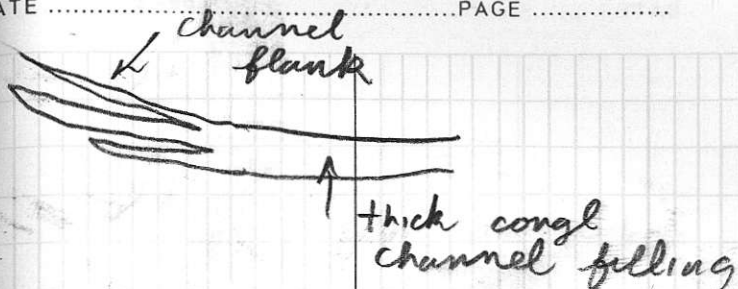 ATE ........................................PAGE ................
channel
flank
thick congl
channel filling